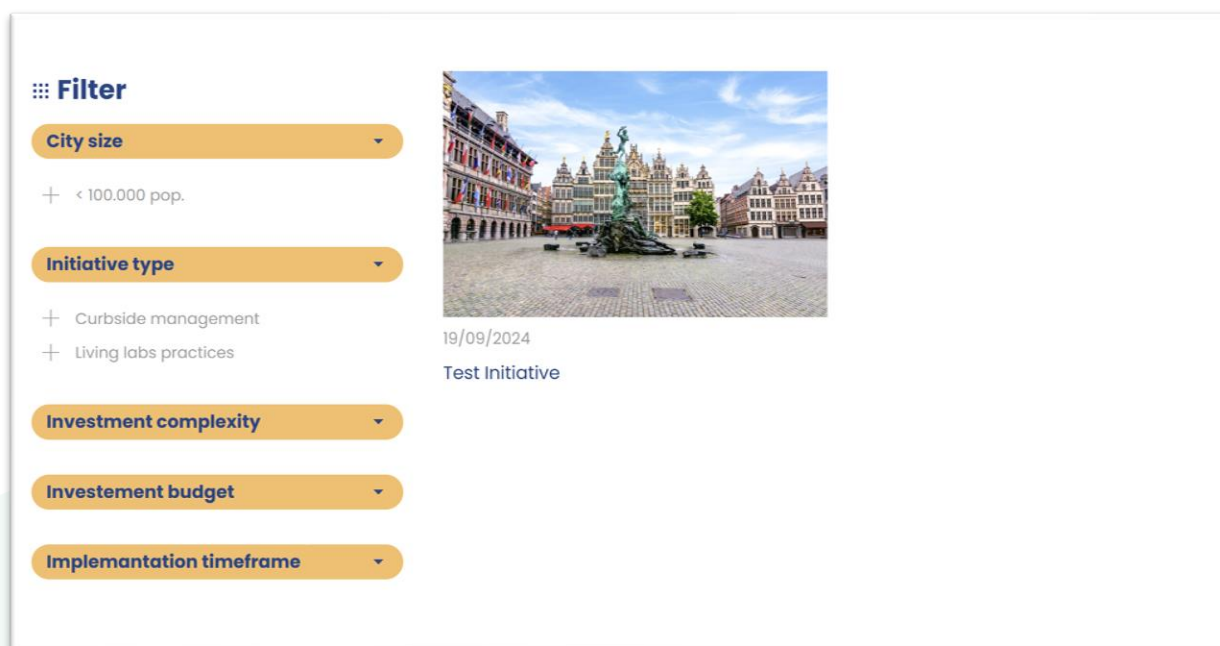 Filter
City size
< 100.000 pop.
Initiative type
Curbside management
Living labs practices
Investment complexity
Investement budget
Implemantation timeframe
19/09/2024
Test Initiative